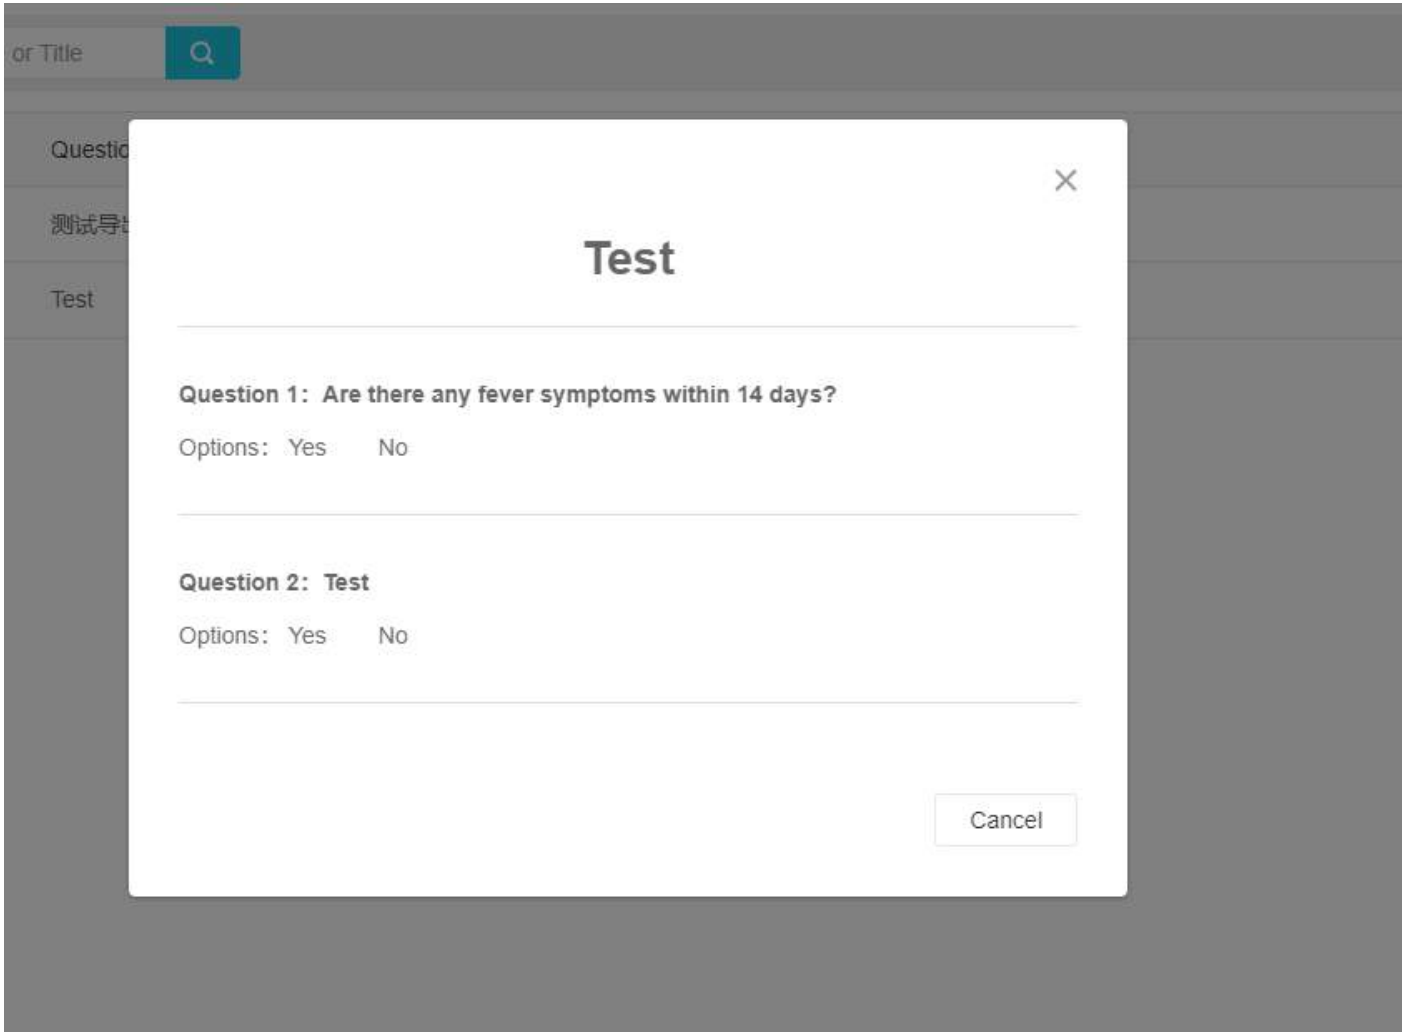 or Title
Questio
测试导
Test
Test
Question 1：Are there any fever symptoms within 14 days?
Options： Yes No
Question 2：Test
Options： Yes No
Cancel